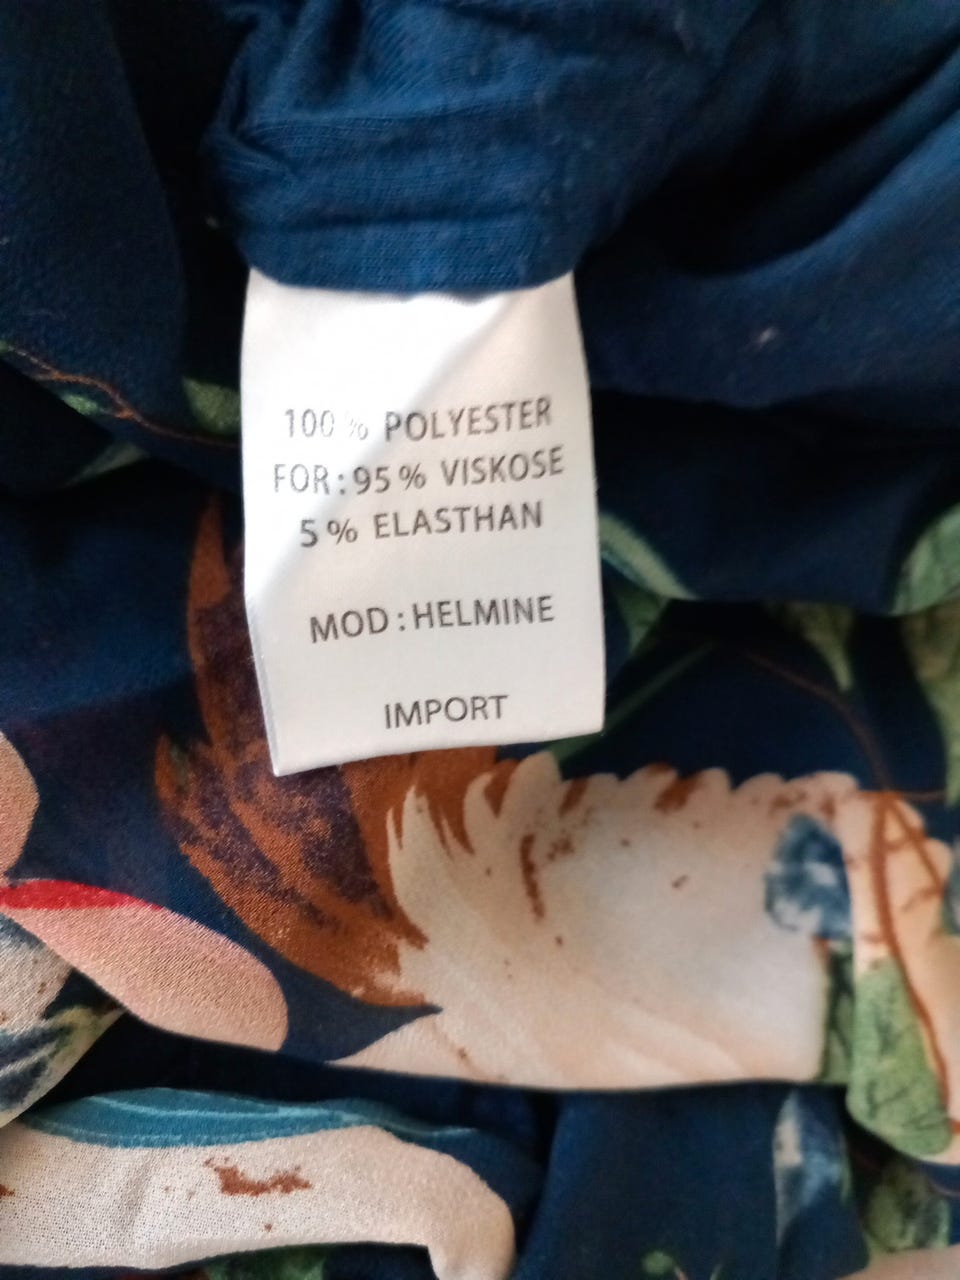 100 % POLYESTER
FOR : 95 % VISKOSE
5 % ELASTHAN
MOD : HELMINE
IMPORT